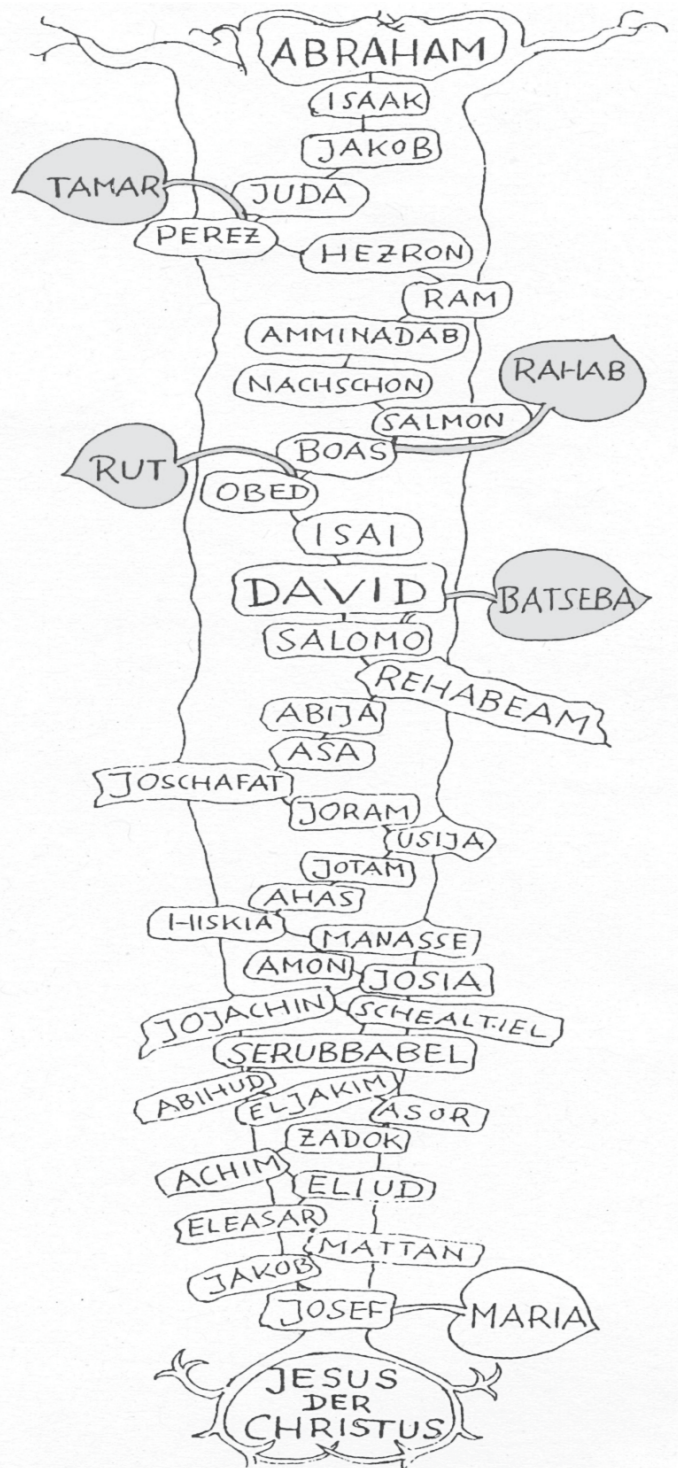 ABRAHAM
ISAAK
JAKOB
TAMAR
JUDA
PEREZ
HEZRON
RAM
AMMINADAB
RAHAB
NACHSCHON
SALMON
BOAS
RUT
OBED
ISAI
DAVID
BATSEBA
SALOMO
REHABEAM
ABIJA
ASA
JOSCHAFAT
JORAM
USIJA
JOTAM
AHAS
HISKIA
MANASSE
AMON
JOSIA
JOJACHIN
SCHEALTIEL
SERUBBABEL
ABIHUD
ELJAKIM
ASOR
ZADOK
ACHIM
ELIUD
ELEASAR
MATTAN
JAKOB
JOSEF
MARIA
JESUS
DER
CHRISTUS